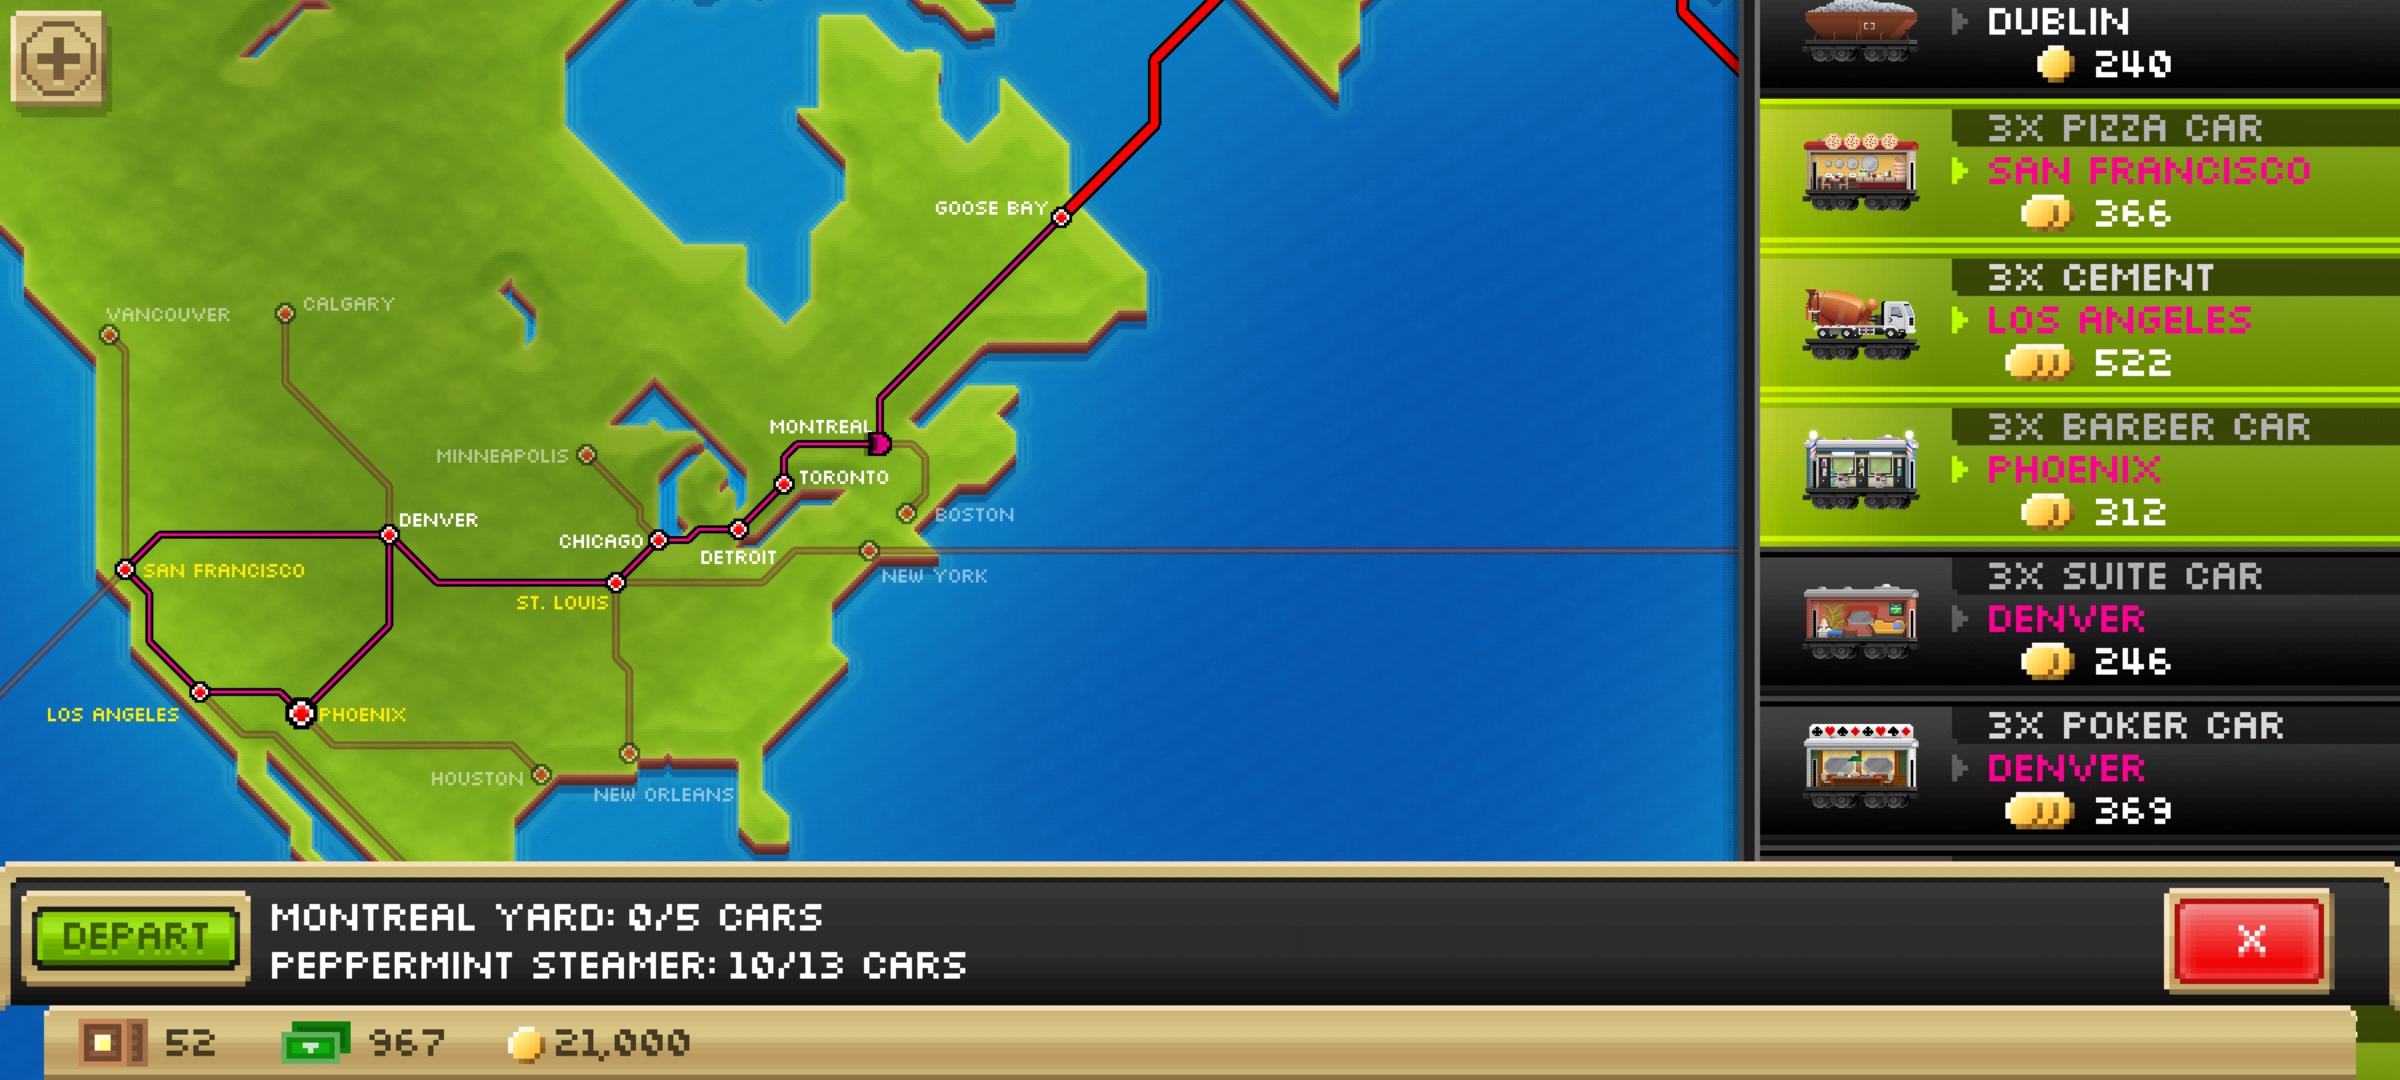 GOOSE BAY
VANCOUVER
CALGARY
MONTREAL
MINNEAPOLIS
TORONTO
BOSTON
DENVER
CHICAGO
DETROIT
NEW YORK
SAN FRANCISCO
ST. LOUIS
LOS ANGELES
PHOENIX
HOUSTON
NEW ORLEANS
DUBLIN
240
3X PIZZA CAR
SAN FRANCISCO
366
3X CEMENT
LOS ANGELES
522
3X BARBER CAR
PHOENIX
312
3X SUITE CAR
DENVER
246
3X POKER CAR
DENVER
369
DEPART
MONTREAL YARD: 0/5 CARS
PEPPERMINT STEAMER: 10/13 CARS
X
52
967
21,000